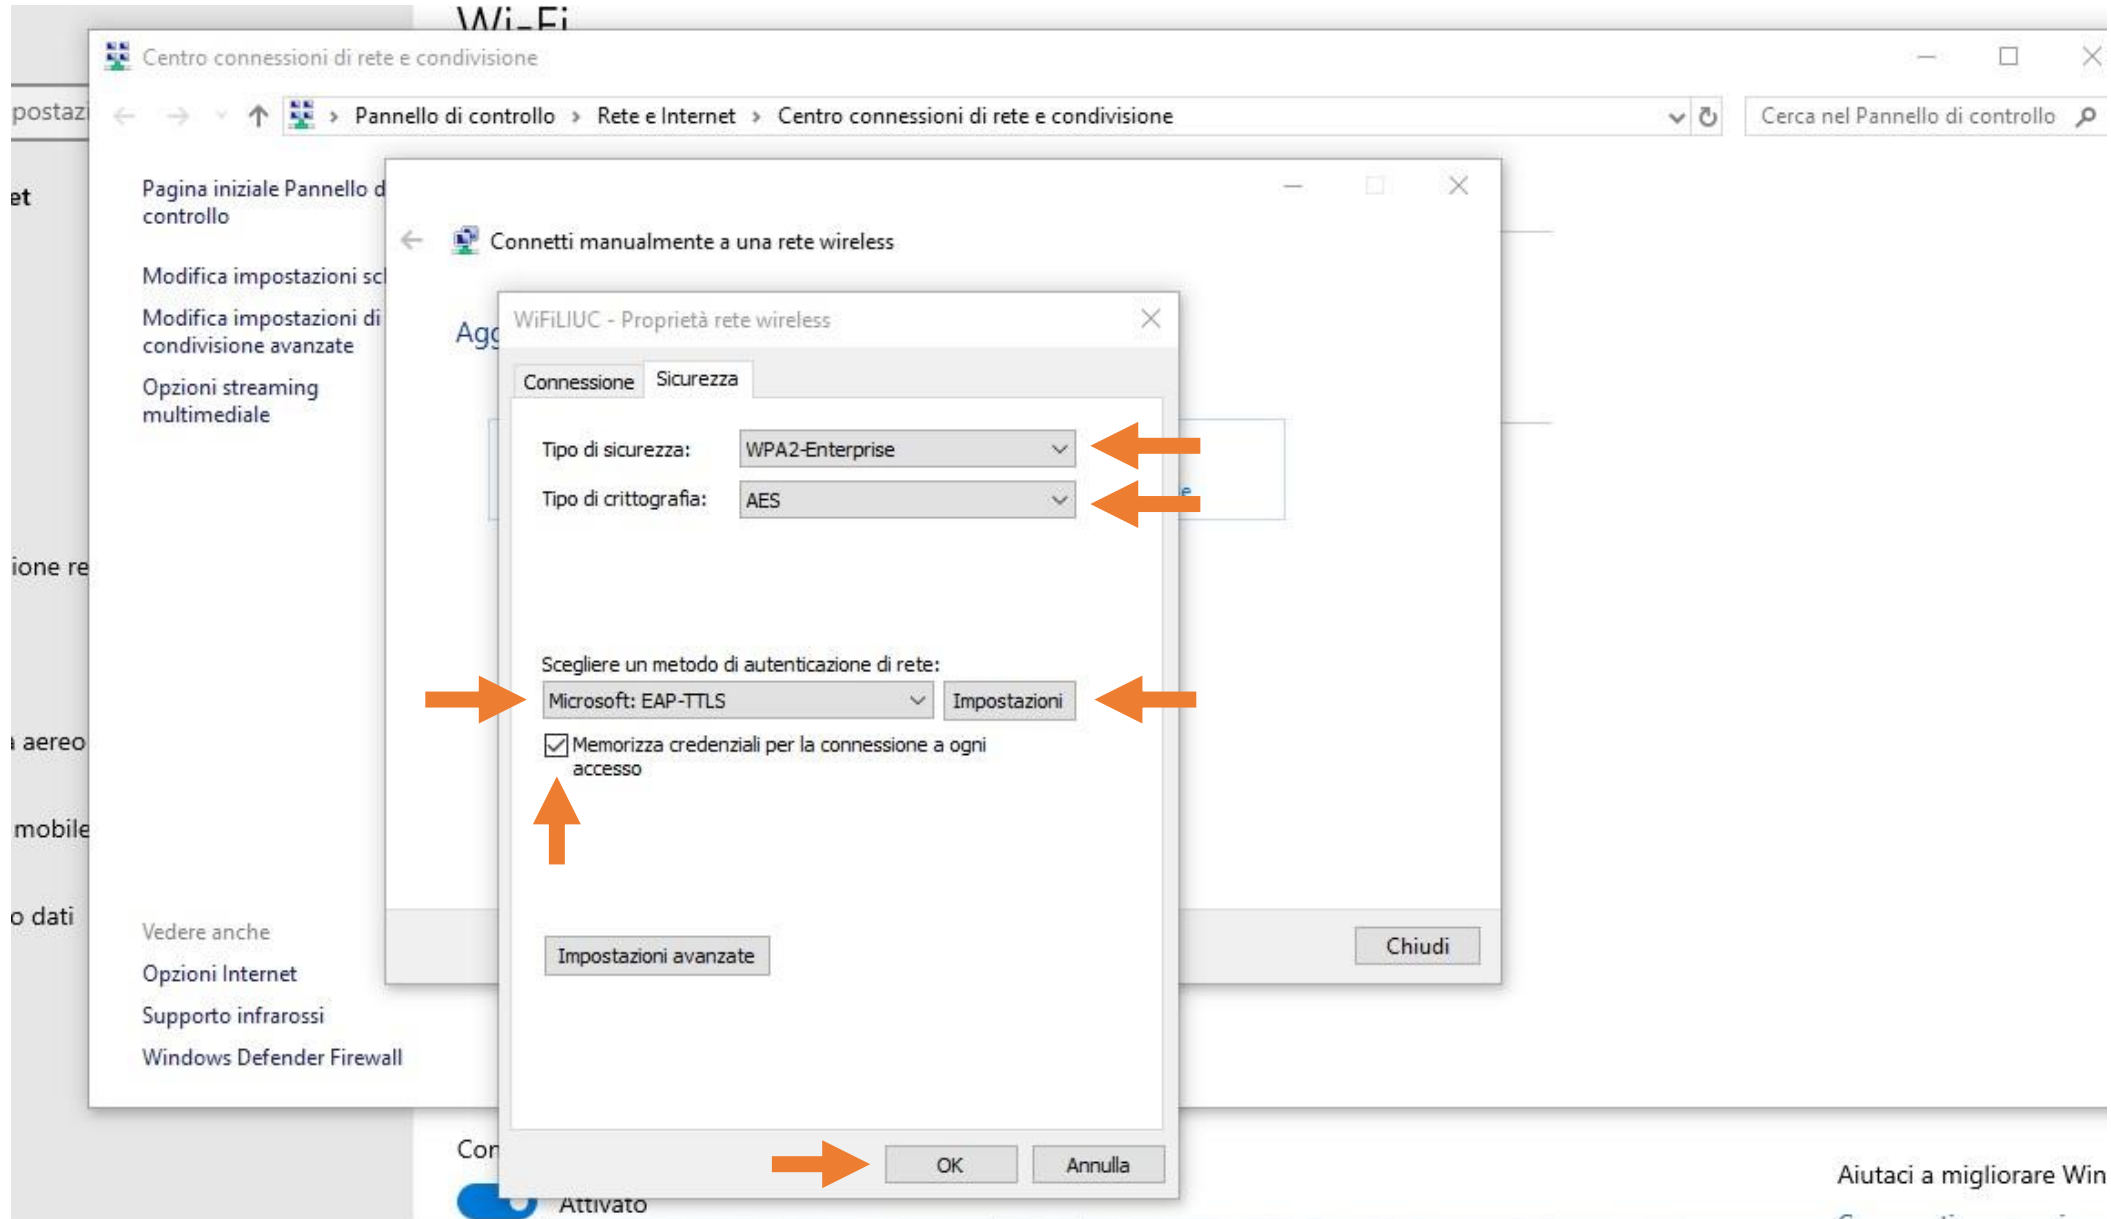 Wi-Fi
Centro connessioni di rete e condivisione
postazi
Pannello di controllo > Rete e Internet > Centro connessioni di rete e condivisione
Cerca nel Pannello di controllo
et
Pagina iniziale Pannello d
controllo
Modifica impostazioni sc
Modifica impostazioni di
condivisione avanzate
Opzioni streaming
multimediale
Connetti manualmente a una rete wireless
Agg
WiFiLIUC - Proprietà rete wireless
Connessione
Sicurezza
Tipo di sicurezza:
WPA2-Enterprise
Tipo di crittografia:
AES
e
ione re
Scegliere un metodo di autenticazione di rete:
Microsoft: EAP-TTLS
Impostazioni
Memorizza credenziali per la connessione a ogni
accesso
aereo
mobile
o dati
Vedere anche
Opzioni Internet
Supporto infrarossi
Windows Defender Firewall
Impostazioni avanzate
Chiudi
Con
OK
Annulla
Attivato
Aiutaci a migliorare Win